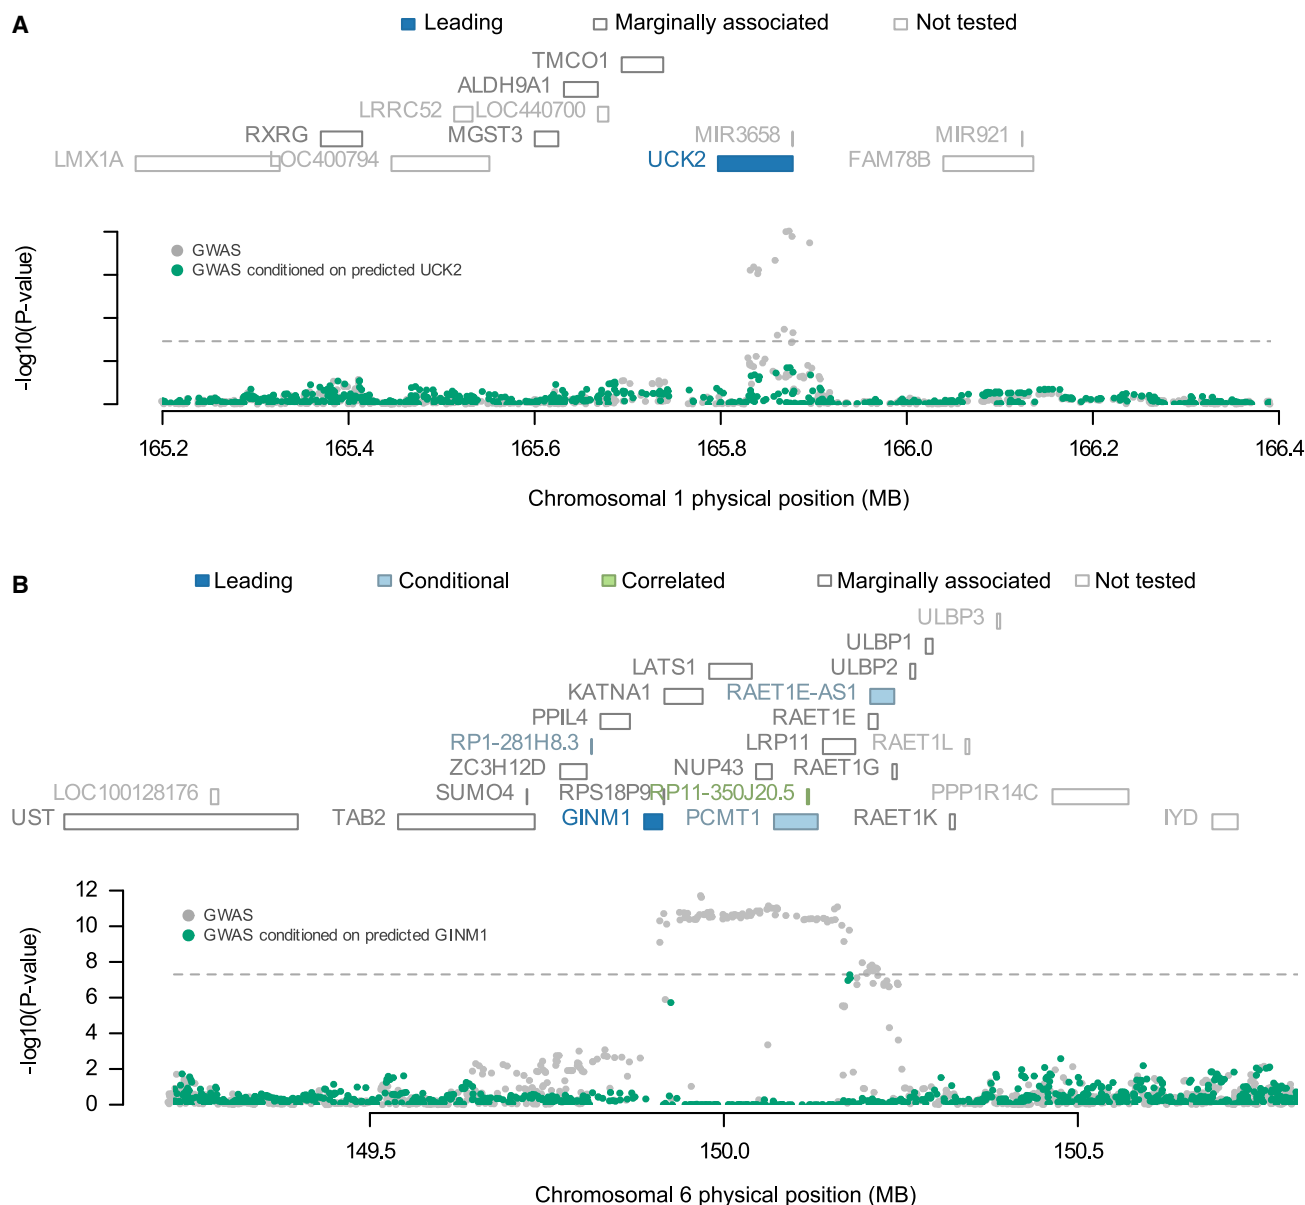 A
Leading Marginally associated Not tested
TMCO1
ALDH9A1
LRRC52 LOC440700
RXRG MGST3 MIR3658 MIR921
LMX1A LOC400794 UCK2 FAM78B
-log10(P-value)
GWAS
GWAS conditioned on predicted UCK2
165.2 165.4 165.6 165.8 166.0 166.2 166.4
Chromosomal 1 physical position (MB)
B
Leading Conditional Correlated Marginally associated Not tested
ULBP3
ULBP1
LATS1 ULBP2
KATNA1 RAET1E-AS1
PPIL4 RAET1E
RP1-281H8.3 LRP11 RAET1L
ZC3H12D NUP43 RAET1G
LOC100128176 SUMO4 RPS18P9 RP11-350J20.5 PPP1R14C
UST TAB2 GINM1 PCMT1 RAET1K IYD
-log10(P-value)
12
10
8
6
4
2
0
GWAS
GWAS conditioned on predicted GINM1
149.5 150.0 150.5
Chromosomal 6 physical position (MB)